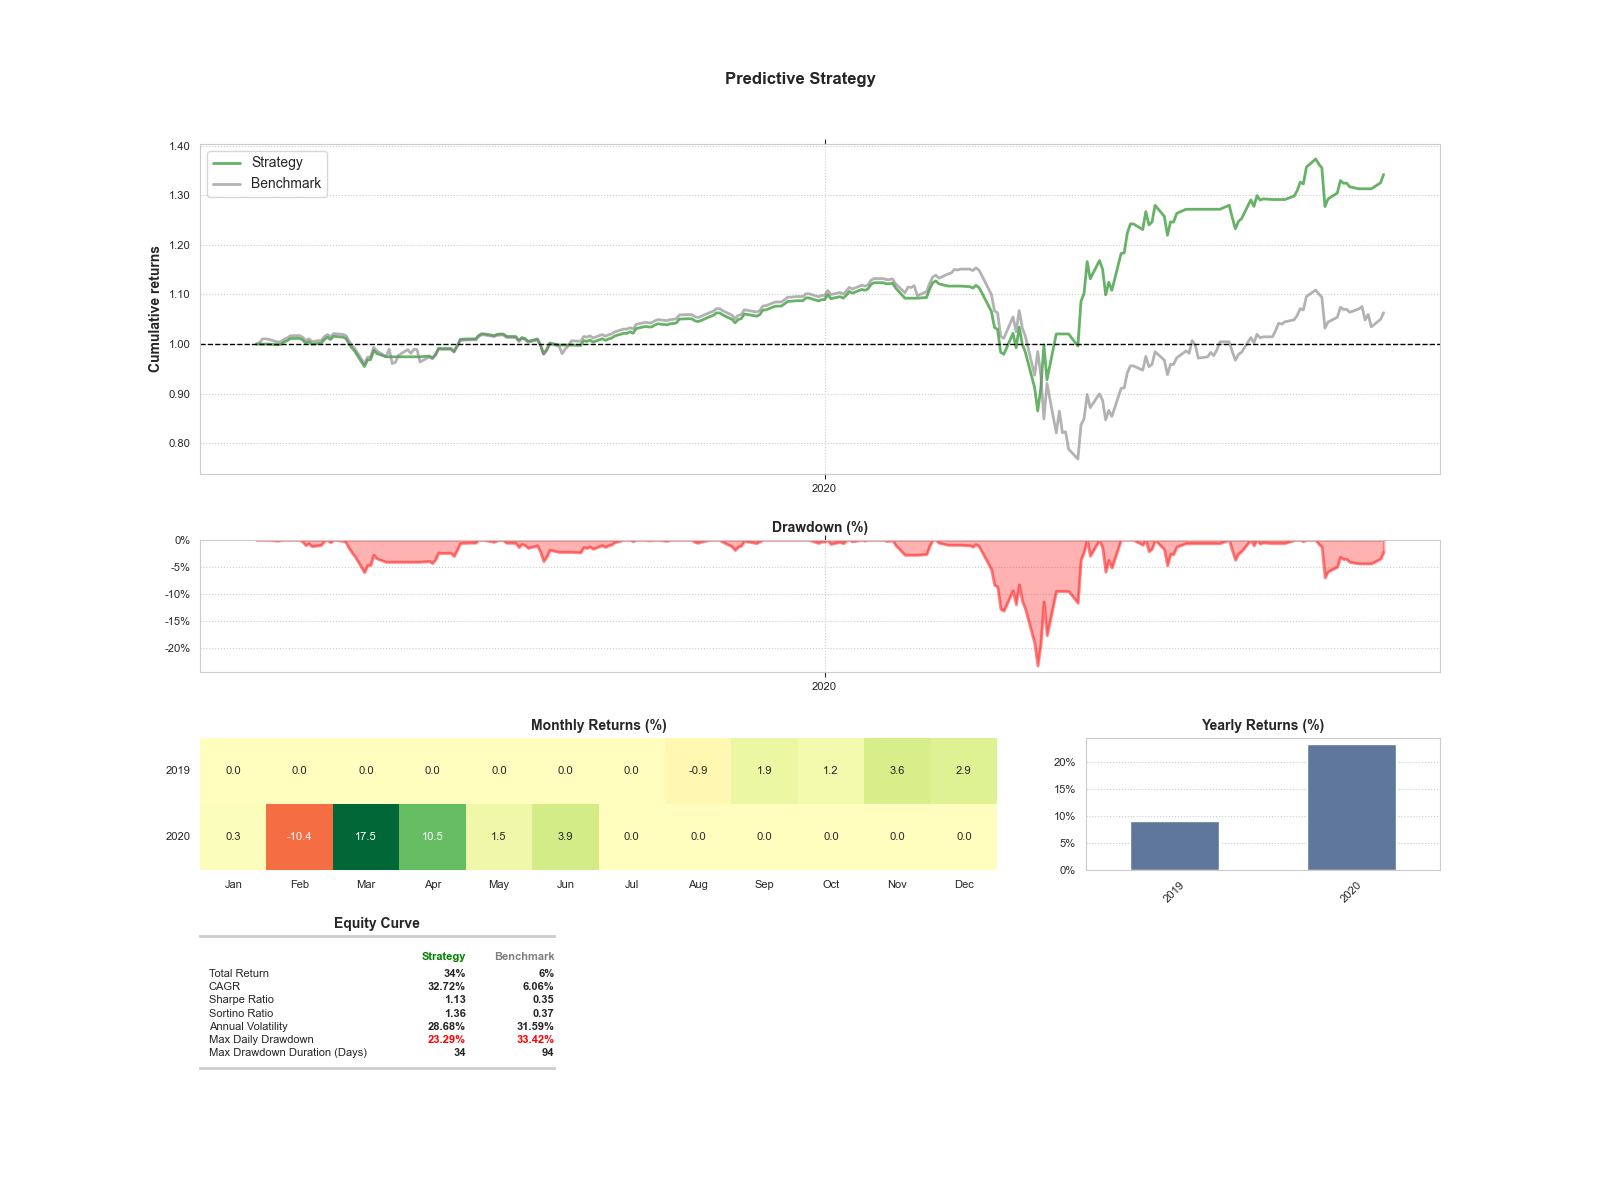 Predictive Strategy
Strategy
Benchmark
Cumulative returns
1.40
1.30
1.20
1.10
1.00
0.90
0.80
2020
Drawdown (%)
0%
-5%
-10%
-15%
-20%
2020
Monthly Returns (%)
2019 0.0 0.0 0.0 0.0 0.0 0.0 0.0 -0.9 1.9 1.2 3.6 2.9
2020 0.3 -10.4 17.5 10.5 1.5 3.9 0.0 0.0 0.0 0.0 0.0 0.0
Jan Feb Mar Apr May Jun Jul Aug Sep Oct Nov Dec
Yearly Returns (%)
20%
15%
10%
5%
0%
2019 2020
Equity Curve
Strategy Benchmark
Total Return 34% 6%
CAGR 32.72% 6.06%
Sharpe Ratio 1.13 0.35
Sortino Ratio 1.36 0.37
Annual Volatility 28.68% 31.59%
Max Daily Drawdown 23.29% 33.42%
Max Drawdown Duration (Days) 34 94